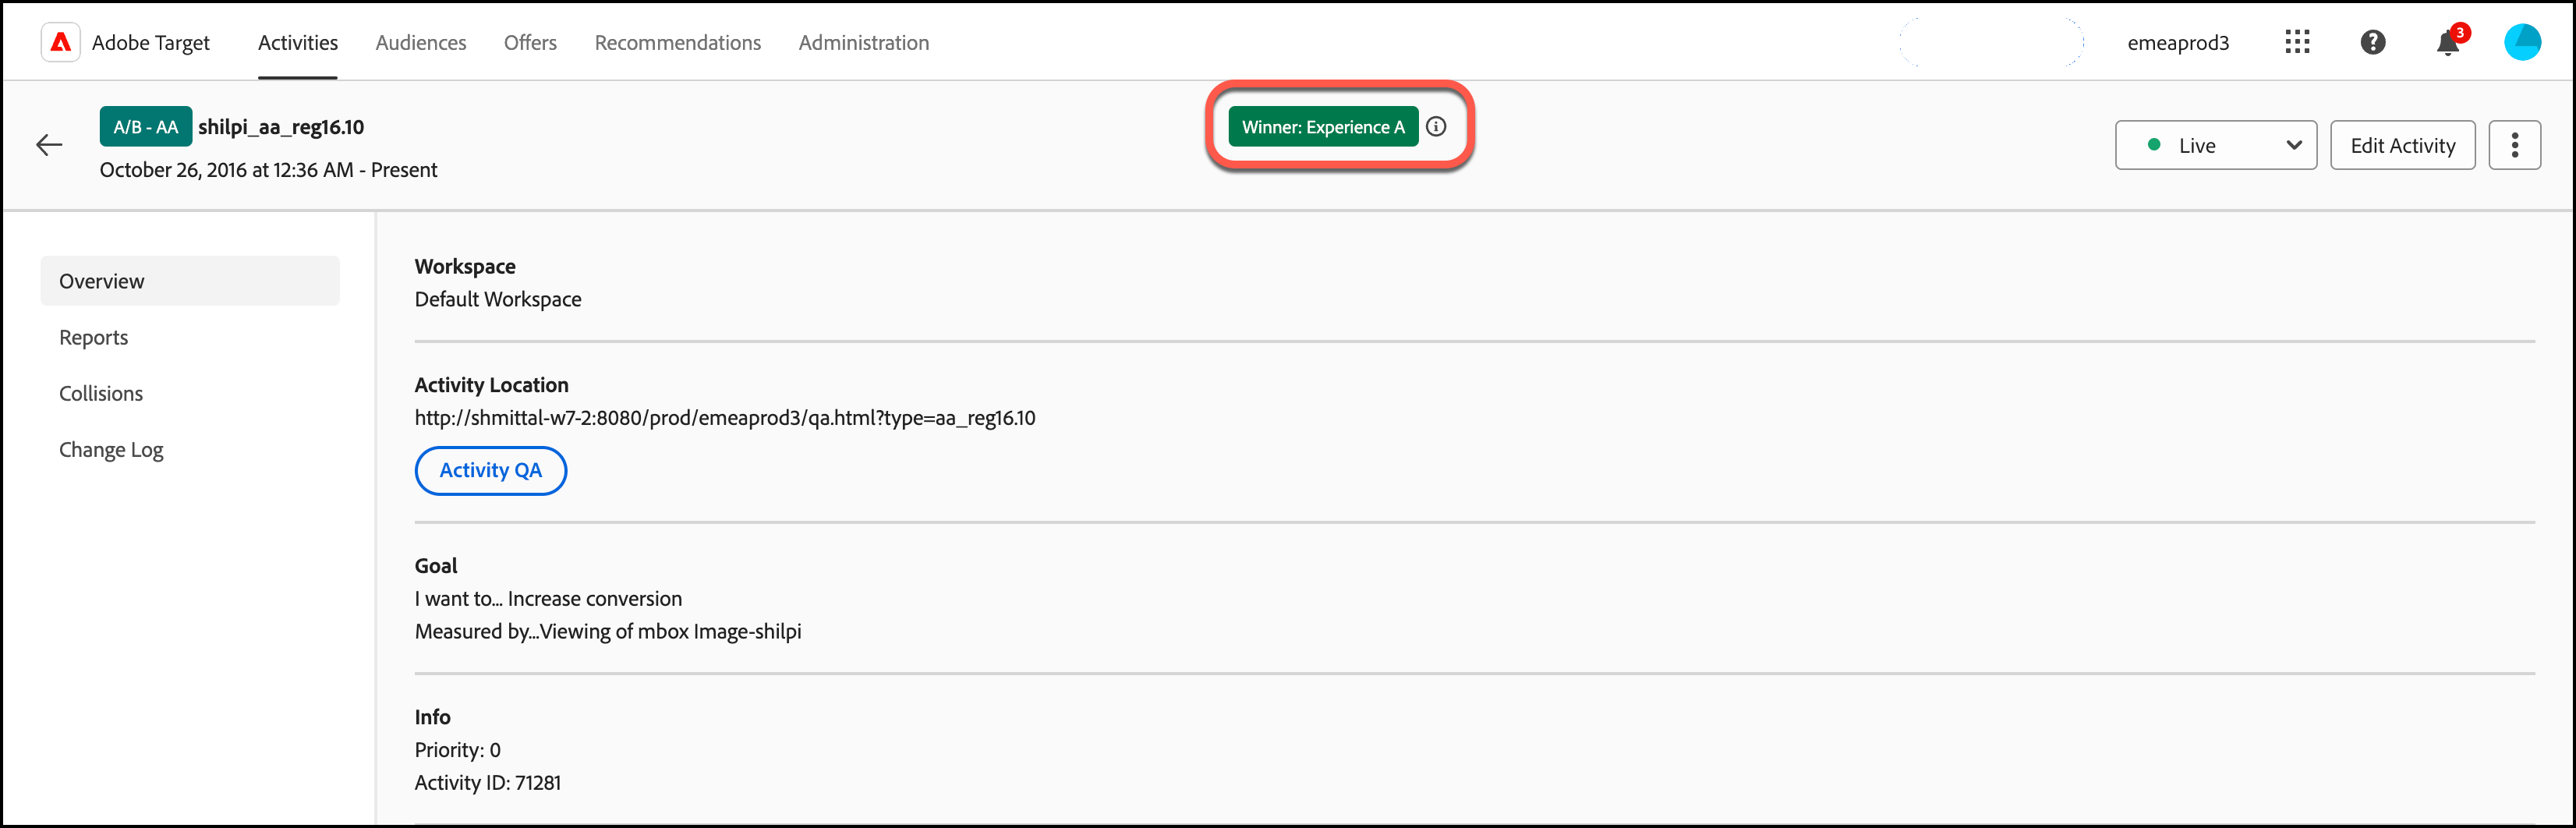 Adobe Target Activities Audiences Offers Recommendations Administration emeaprod3 3
A/B - AA shilpi_aa_reg16.10
October 26, 2016 at 12:36 AM - Present
Winner: Experience A
Live
Edit Activity
Overview
Reports
Collisions
Change Log
Workspace
Default Workspace
Activity Location
http://shmittal-w7-2:8080/prod/emeaprod3/qa.html?type=aa_reg16.10
Activity QA
Goal
I want to... Increase conversion
Measured by...Viewing of mbox Image-shilpi
Info
Priority: 0
Activity ID: 71281